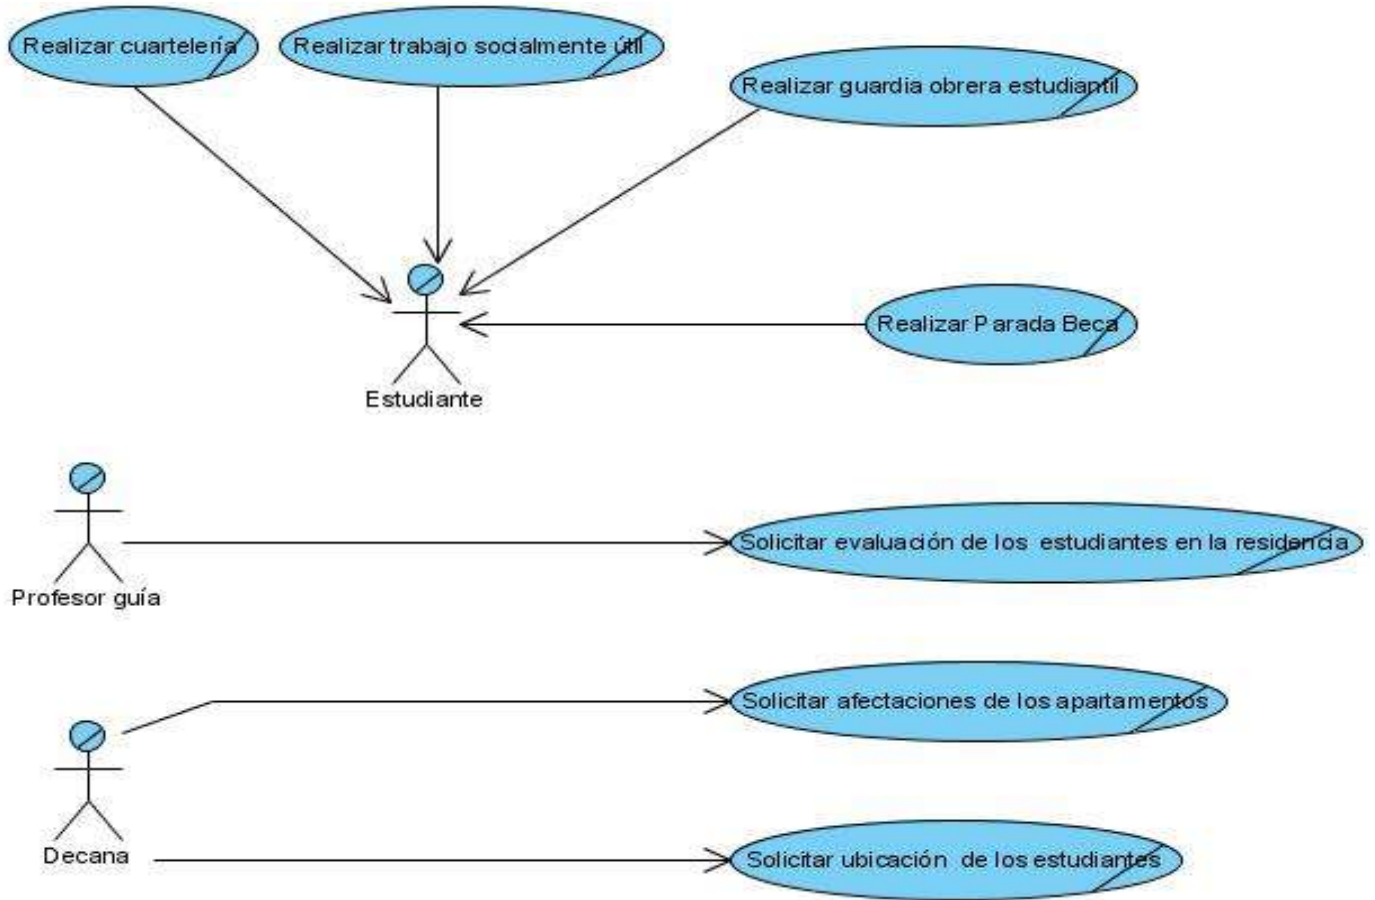 Realizar cuartelería
Realizar trabajo socialmente útil
Realizar guardia obrera estudiantil
Realizar Parada Beca
Estudiante
Solicitar evaluación de los estudiantes en la residencia
Profesor guía
Solicitar afectaciones de los apartamentos
Decana
Solicitar ubicación de los estudiantes